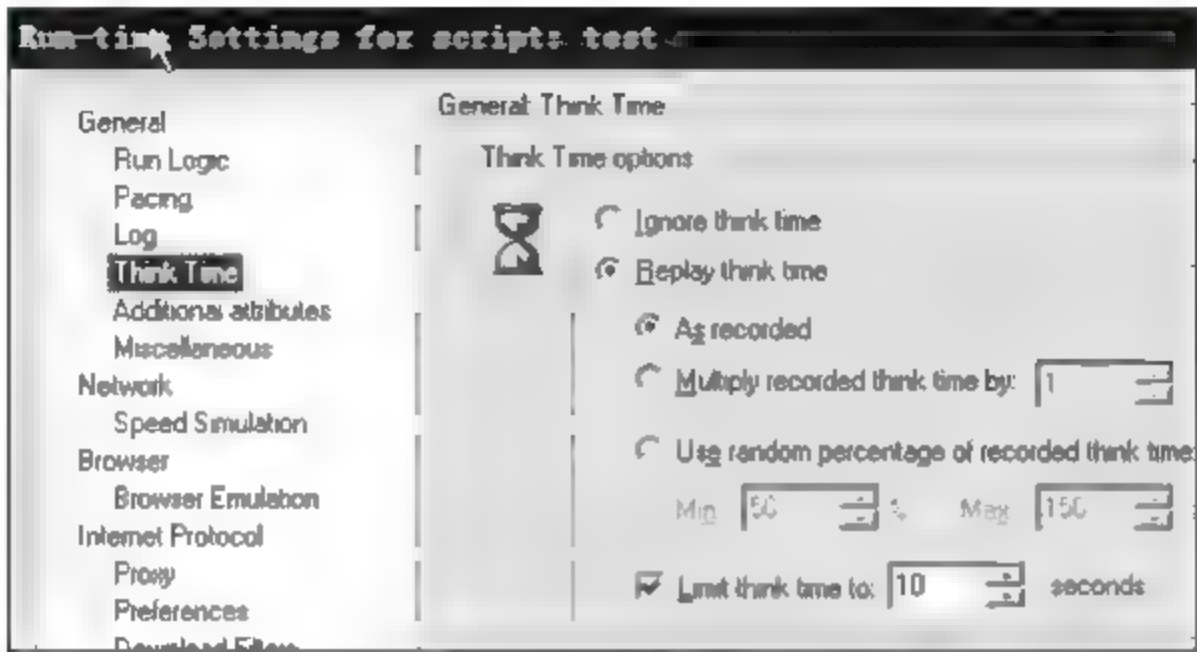 Run-time Settings for script: test
General
Run Logic
Pacing
Log
Think Time
Additional attributes
Miscellaneous
Network
Speed Simulation
Browser
Browser Emulation
Internet Protocol
Proxy
Preferences
Download Filters
General: Think Time
Think Time options
Ignore think time
Replay think time
As recorded
Multiply recorded think time by: 1
Use random percentage of recorded think time:
Min 50 % Max 150
Limit think time to: 10 seconds